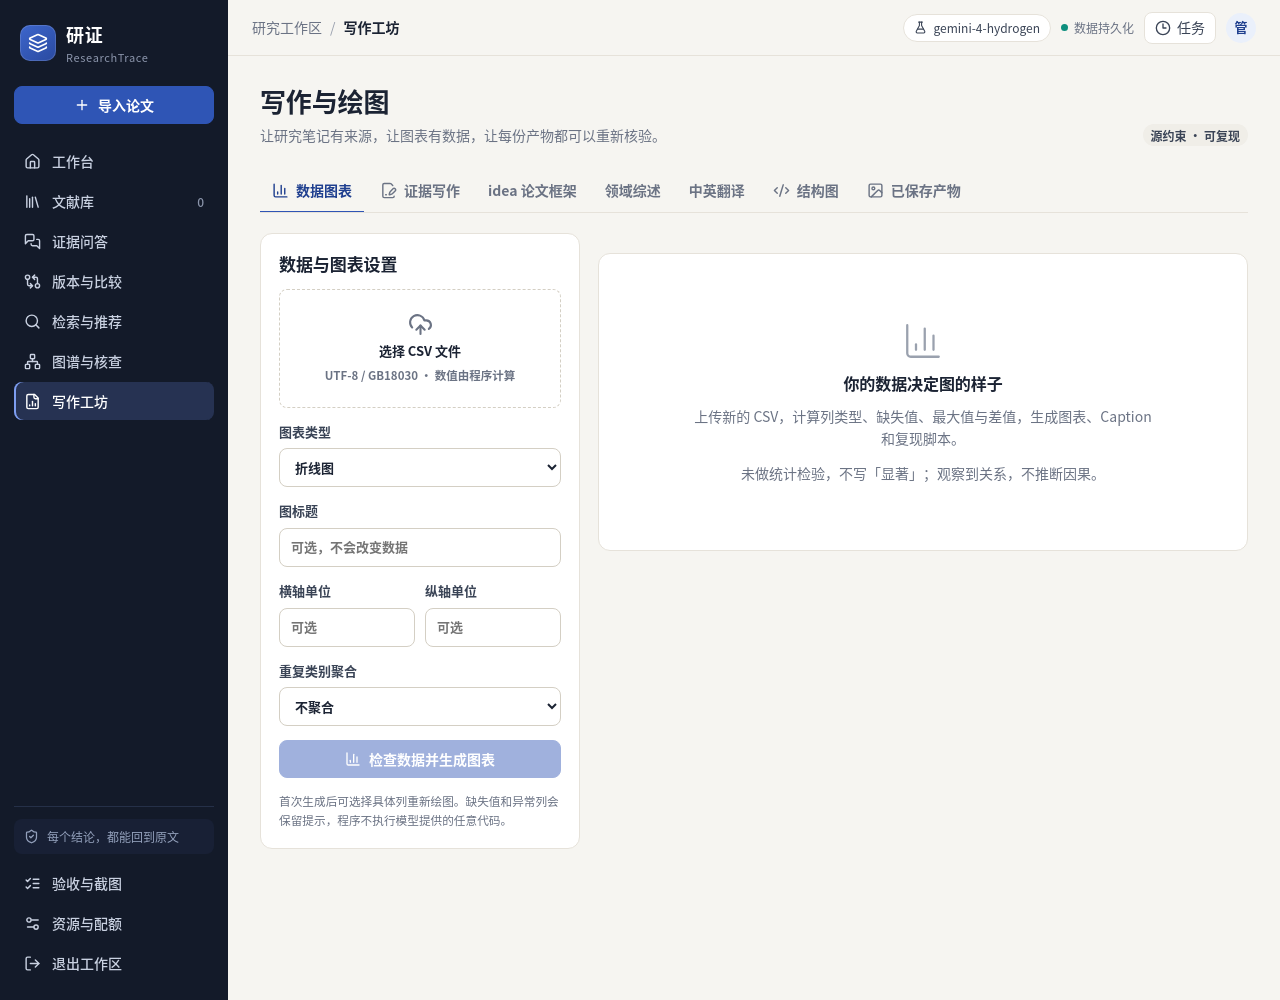 研证
ResearchTrace
导入论文
工作台
文献库
0
证据问答
版本与比较
检索与推荐
图谱与核查
写作工坊
每个结论，都能回到原文
验收与截图
资源与配额
退出工作区
研究工作区 / 写作工坊
gemini-4-hydrogen
数据持久化
任务
管
写作与绘图
让研究笔记有来源，让图表有数据，让每份产物都可以重新核验。
源约束 · 可复现
数据图表
证据写作
idea 论文框架
领域综述
中英翻译
结构图
已保存产物
数据与图表设置
选择 CSV 文件
UTF-8 / GB18030 · 数值由程序计算
图表类型
折线图
图标题
可选，不会改变数据
横轴单位
纵轴单位
可选
可选
重复类别聚合
不聚合
检查数据并生成图表
首次生成后可选择具体列重新绘图。缺失值和异常列会
保留提示，程序不执行模型提供的任意代码。
你的数据决定图的样子
上传新的 CSV，计算列类型、缺失值、最大值与差值，生成图表、Caption
和复现脚本。
未做统计检验，不写「显著」；观察到关系，不推断因果。